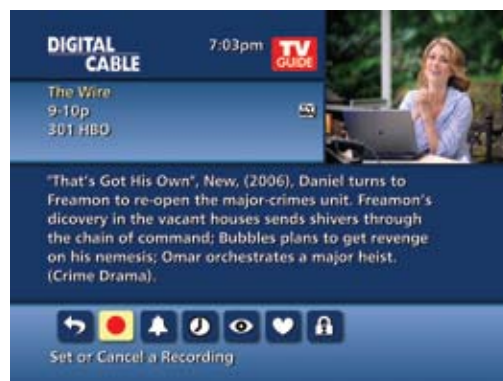 DIGITAL
CABLE
7:03pm
TV
GUIDE
The Wire
9-10p
301 HBO
"That's Got His Own", New, (2006), Daniel turns to
Freamon to re-open the major-crimes unit. Freamon's
dicovery in the vacant houses sends shivers through
the chain of command; Bubbles plans to get revenge
on his nemesis; Omar orchestrates a major heist.
(Crime Drama).
Set or Cancel a Recording